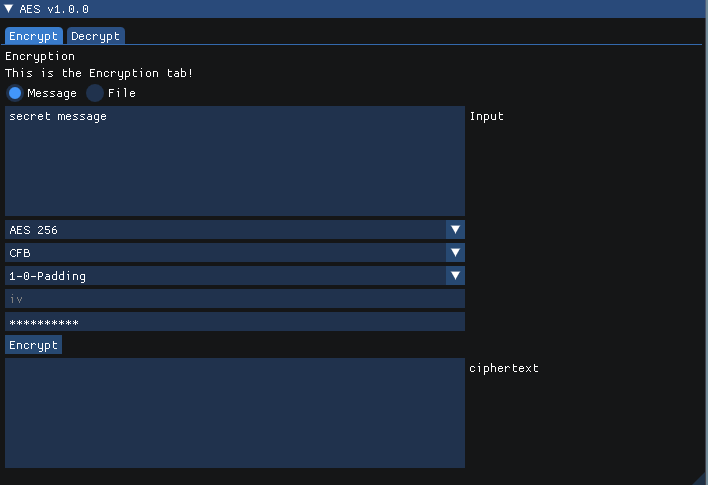 AES v1.0.0
Encrypt Decrypt
Encryption
This is the Encryption tab!
Message File
secret message
Input
AES 256
CFB
1-0-Padding
iv
**********
Encrypt
ciphertext